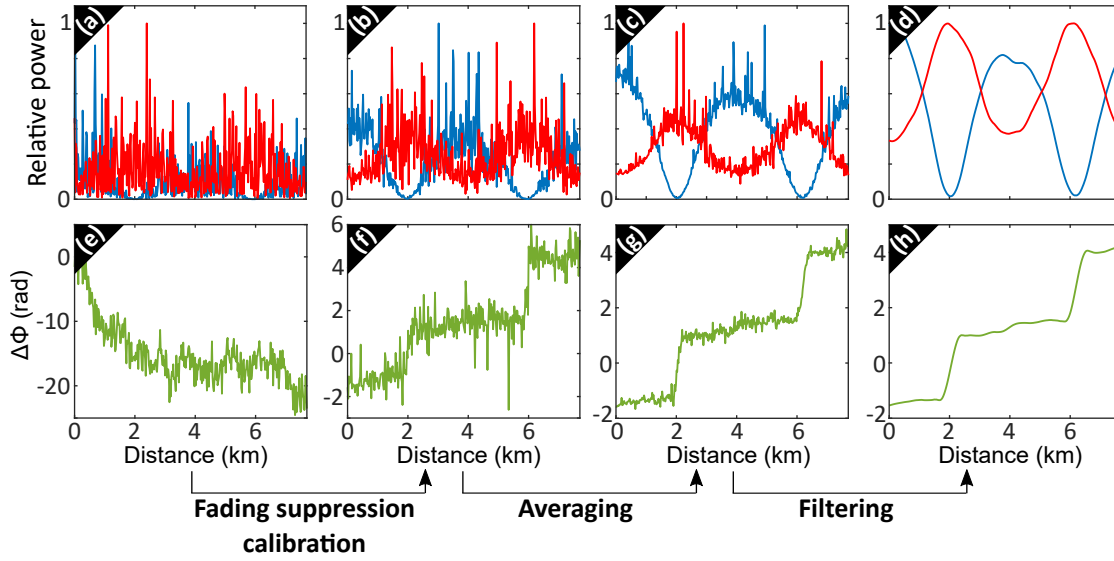 (a) (b) (c) (d)
1 1 1 1
Relative power
0 0 0 0
(e) (f) (g) (h)
0 6 4 4
4
-10 2 2 2
ΔΦ (rad)
0 0 0
-20 -2 -2 -2
0 2 4 6 0 2 4 6 0 2 4 6 0 2 4 6
Distance (km) Distance (km) Distance (km) Distance (km)
Fading suppression Averaging Filtering
calibration